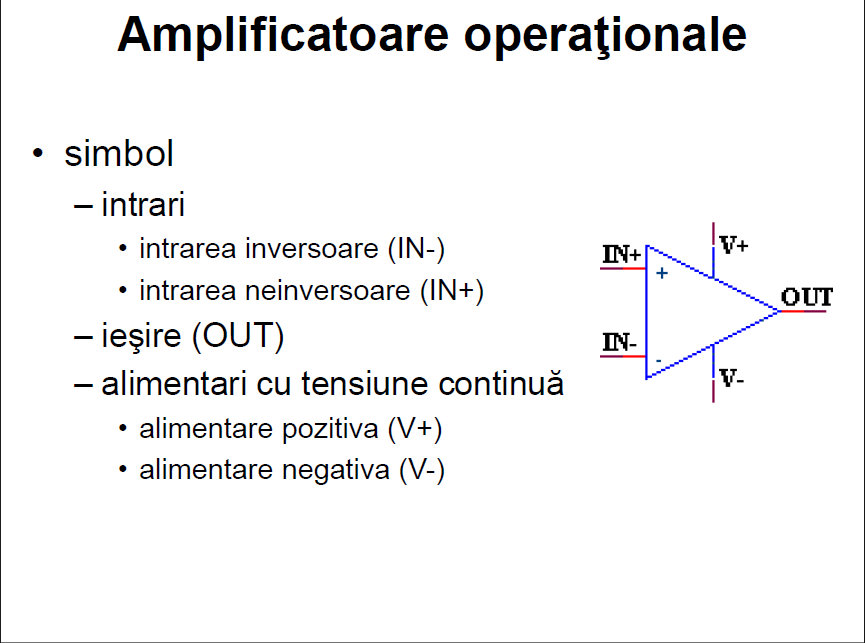 Amplificatoare operaţionale
• simbol
– intrari
• intrarea inversoare (IN-)
• intrarea neinversoare (IN+)
– ieşire (OUT)
– alimentari cu tensiune continuă
• alimentare pozitiva (V+)
• alimentare negativa (V-)
V+
IN+
+
OUT
IN-
-
V-